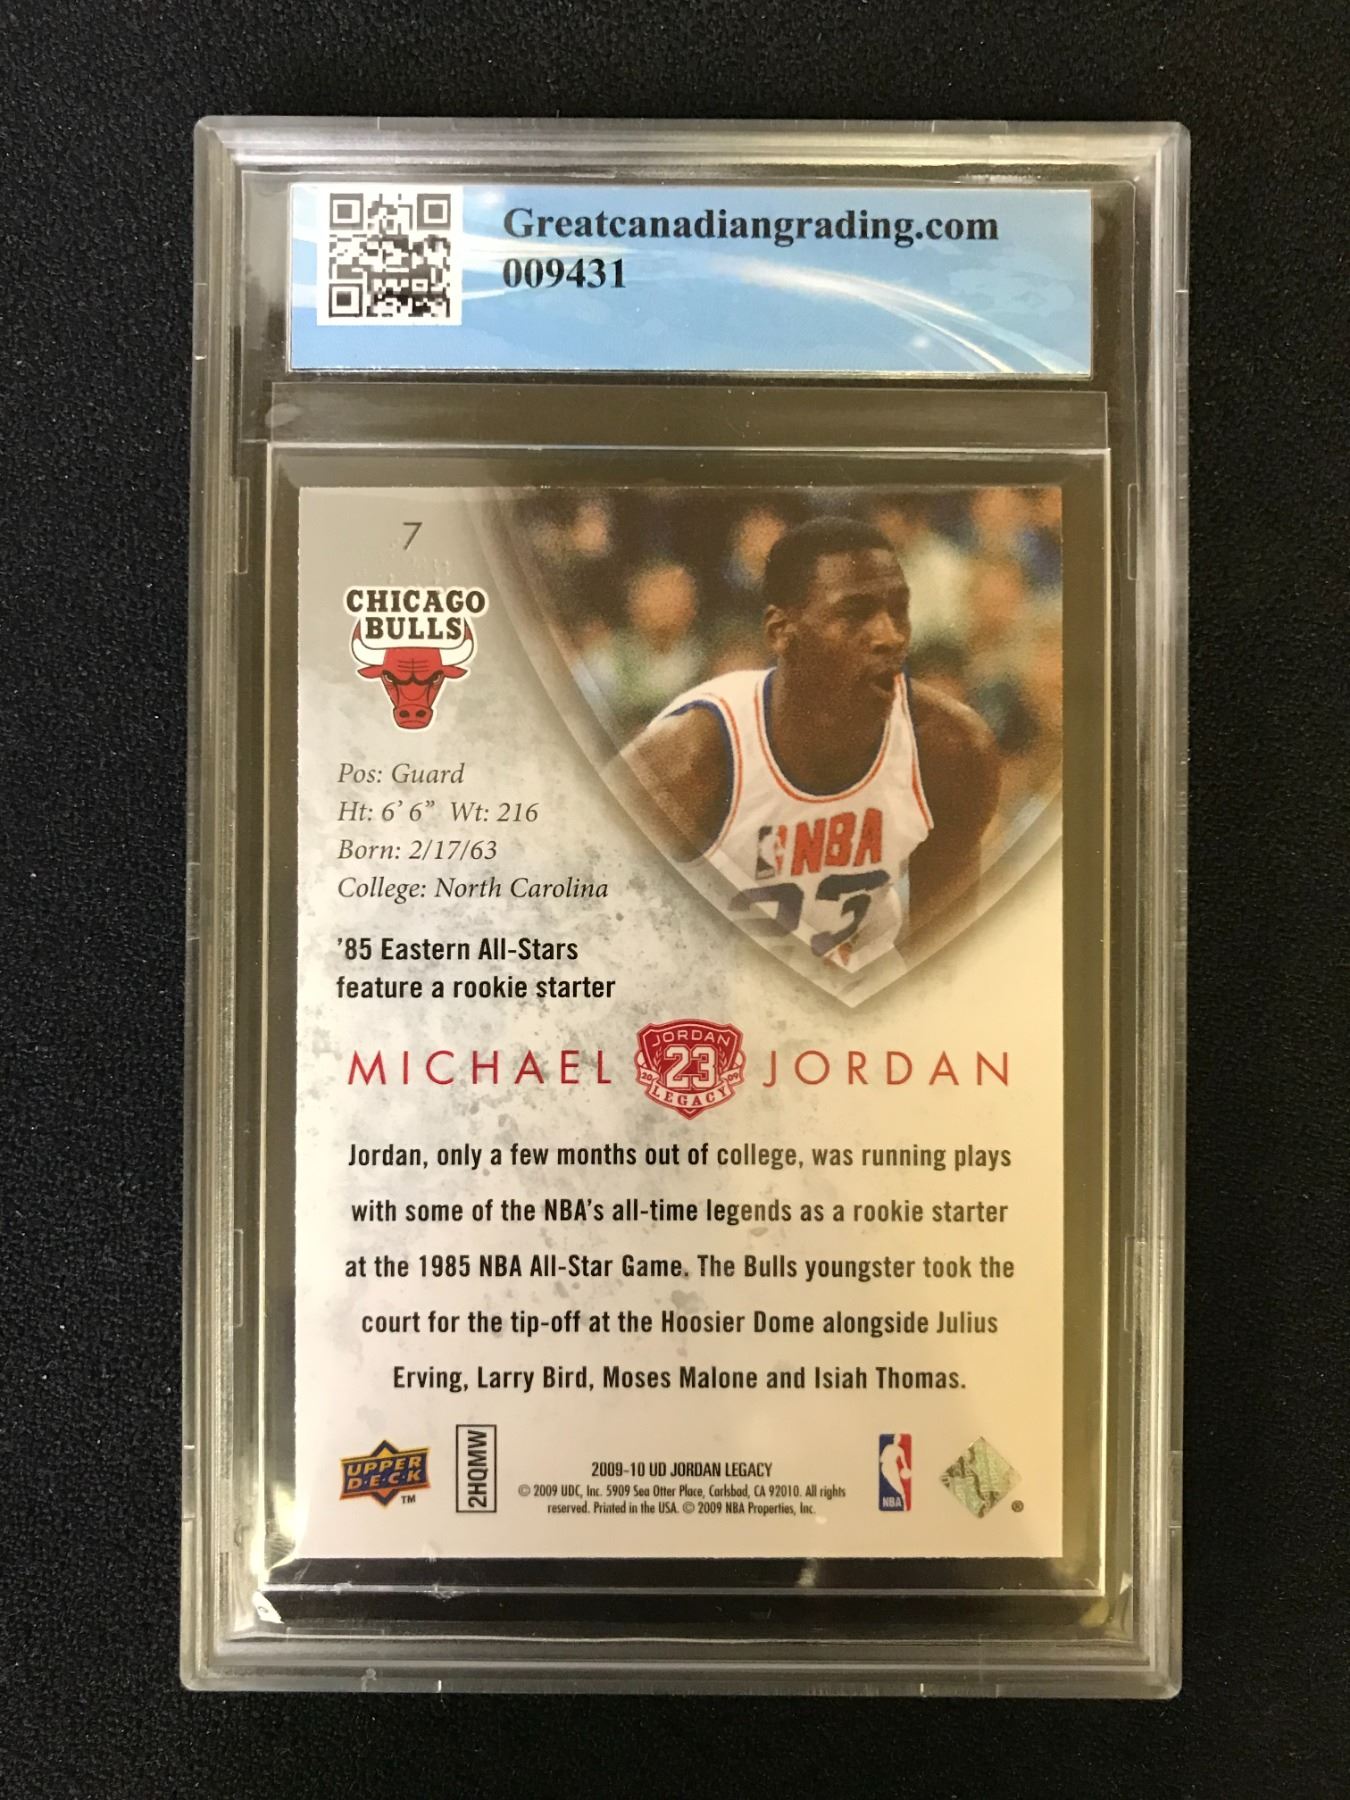 Greatcanadiangrading.com
009431
7
CHICAGO
BULLS
Pos: Guard
Ht: 6' 6" Wt: 216
Born: 2/17/63
College: North Carolina
NBA
23
'85 Eastern All-Stars
feature a rookie starter
MICHAEL JORDAN
JORDAN
23
2009
LEGACY
Jordan, only a few months out of college, was running plays
with some of the NBA's all-time legends as a rookie starter
at the 1985 NBA All-Star Game. The Bulls youngster took the
court for the tip-off at the Hoosier Dome alongside Julius
Erving, Larry Bird, Moses Malone and Isiah Thomas.
UPPER
D·E·C·K
TM
2HQMW
2009-10 UD JORDAN LEGACY
© 2009 UDC, Inc. 5909 Sea Otter Place, Carlsbad, CA 92010. All rights
reserved. Printed in the USA. © 2009 NBA Properties, Inc.
NBA
®